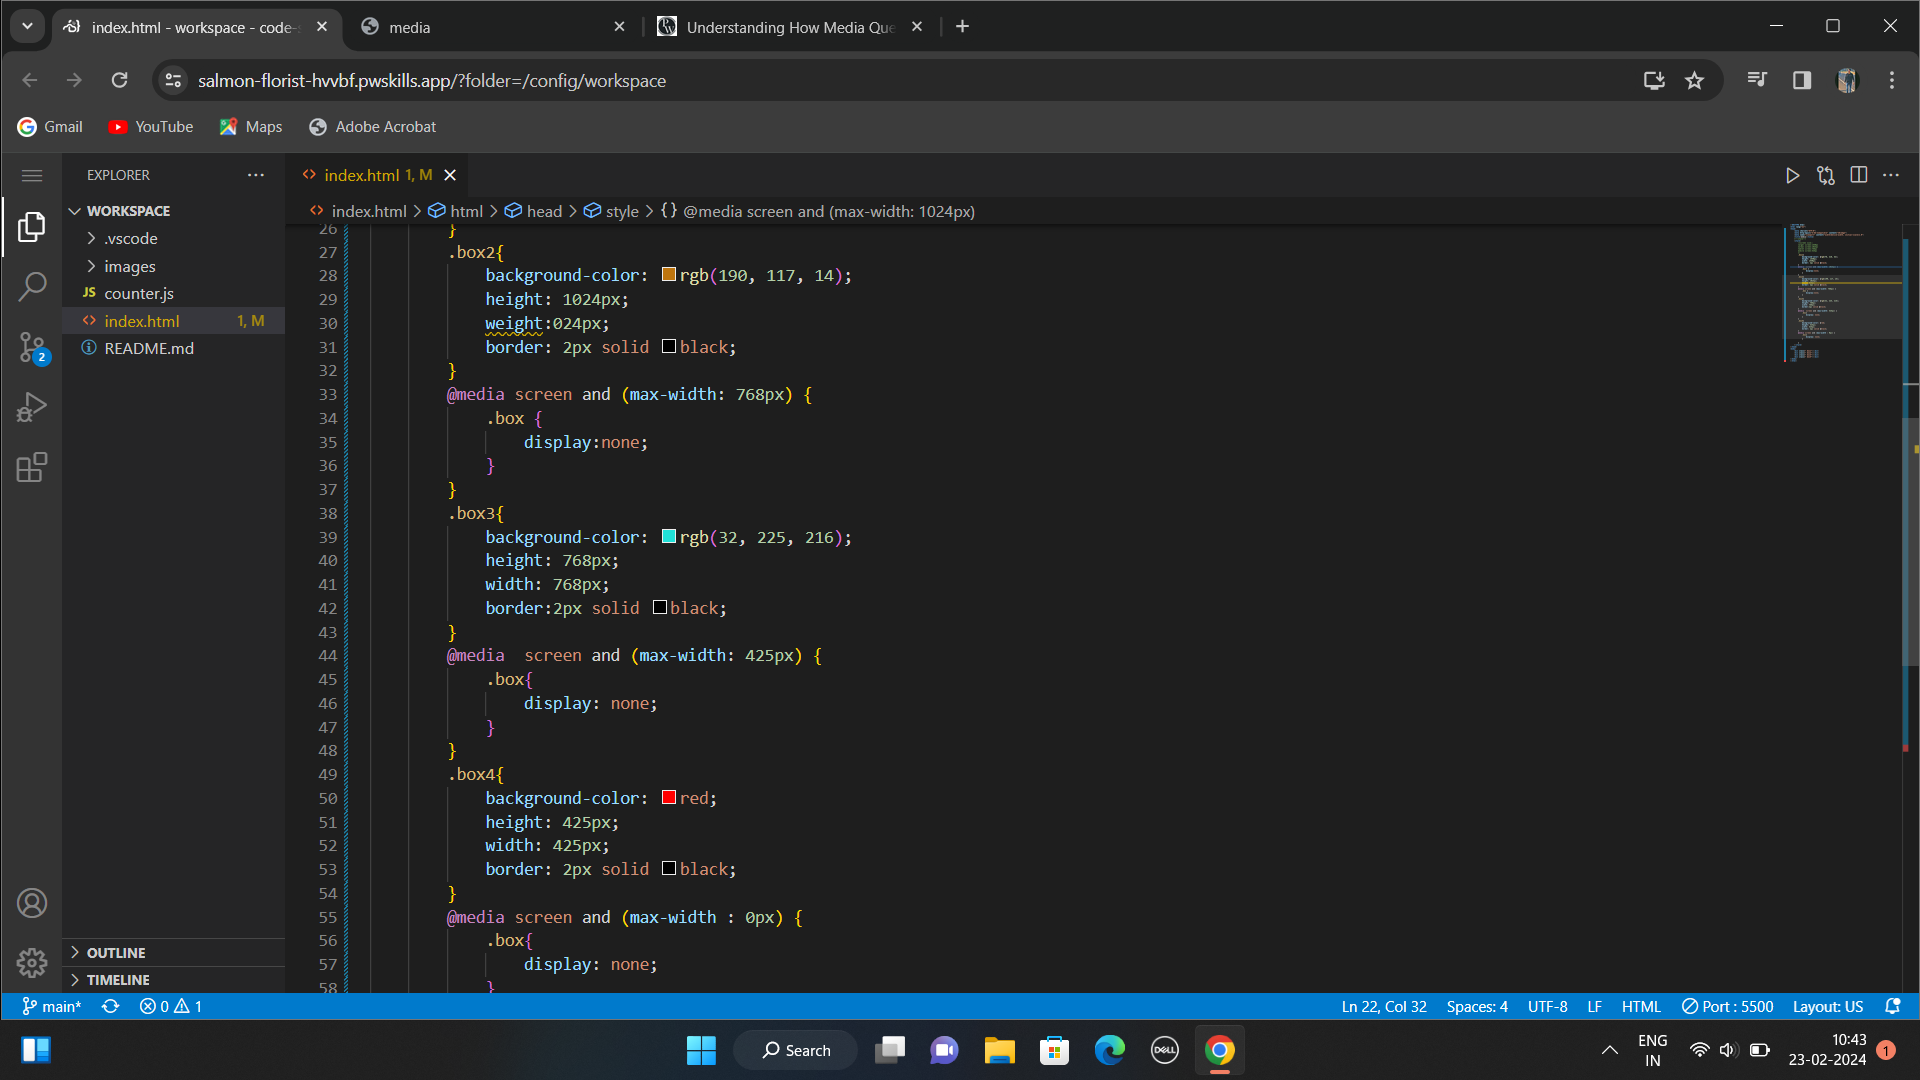 index.html - workspace - code-s
media
Understanding How Media Que
salmon-florist-hvvbf.pwskills.app/?folder=/config/workspace
Gmail
YouTube
Maps
Adobe Acrobat
EXPLORER
index.html 1, M
WORKSPACE
index.html > html > head > style > {} @media screen and (max-width: 1024px)
.vscode
images
JS counter.js
index.html 1, M
README.md
2
26 }
27 .box2{
28 background-color: rgb(190, 117, 14);
29 height: 1024px;
30 weight:024px;
31 border: 2px solid black;
32 }
33 @media screen and (max-width: 768px) {
34 .box {
35 display:none;
36 }
37 }
38 .box3{
39 background-color: rgb(32, 225, 216);
40 height: 768px;
41 width: 768px;
42 border:2px solid black;
43 }
44 @media  screen and (max-width: 425px) {
45 .box{
46 display: none;
47 }
48 }
49 .box4{
50 background-color: red;
51 height: 425px;
52 width: 425px;
53 border: 2px solid black;
54 }
55 @media screen and (max-width : 0px) {
56 .box{
57 display: none;
58 }
OUTLINE
TIMELINE
main* 0 1
Ln 22, Col 32 Spaces: 4 UTF-8 LF HTML Port : 5500 Layout: US
Search
DELL
ENG
IN
10:43
23-02-2024
1